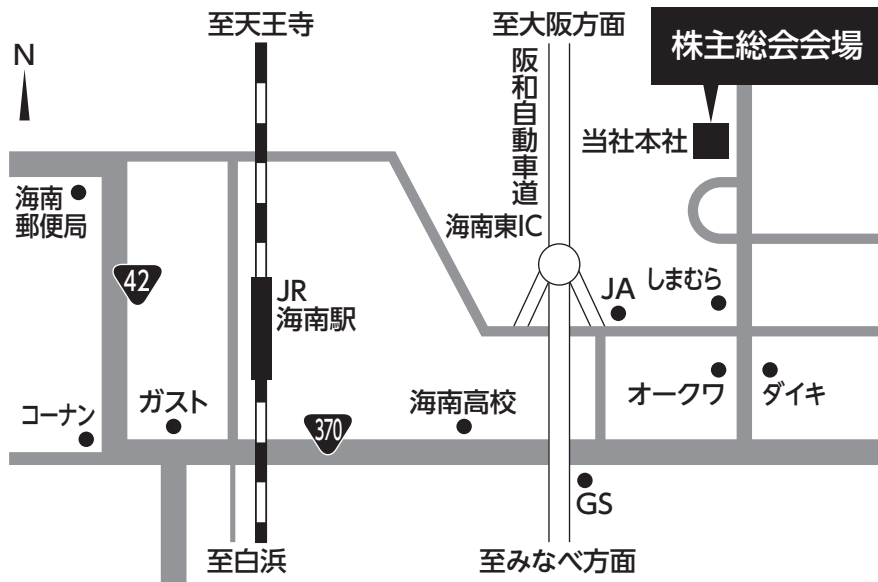 至天王寺
至大阪方面
株主総会会場
N
阪和自動車道
当社本社
海南
郵便局
海南東IC
42
JR
海南駅
JA
しまむら
コーナン
ガスト
370
海南高校
オークワ
ダイキ
GS
至白浜
至みなべ方面